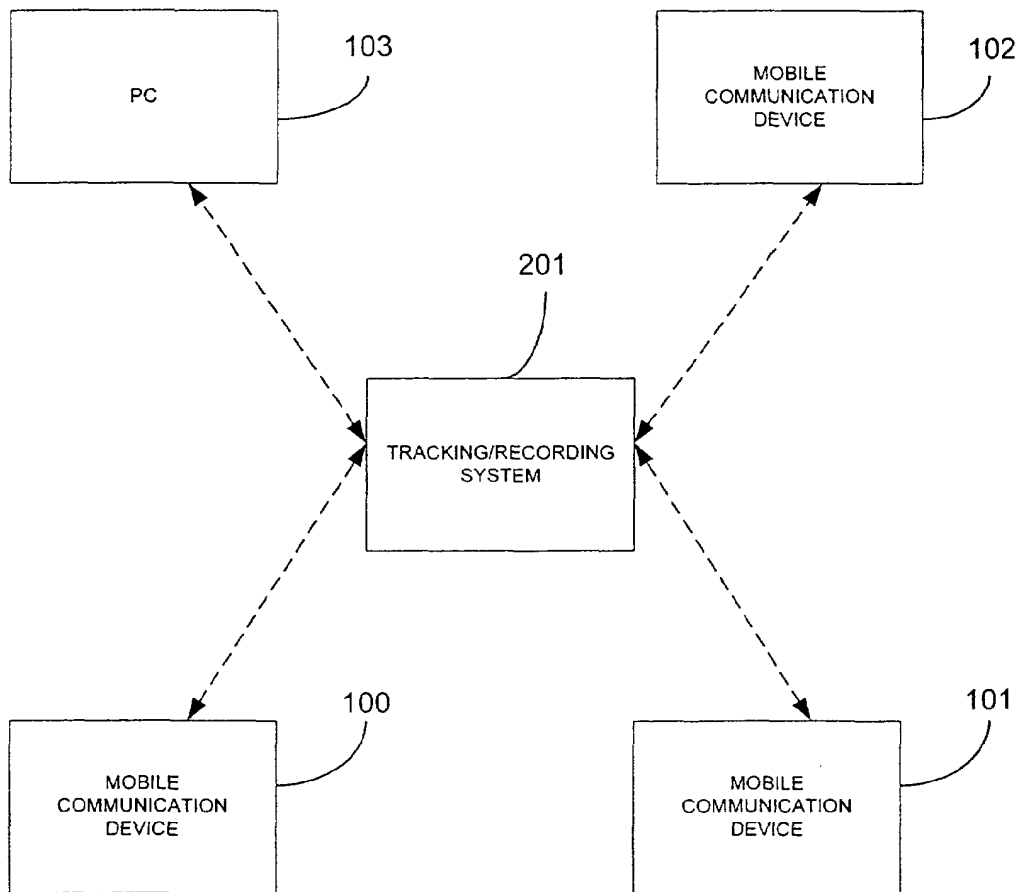 103
PC
102
MOBILE
COMMUNICATION
DEVICE
201
TRACKING/RECORDING
SYSTEM
100
MOBILE
COMMUNICATION
DEVICE
101
MOBILE
COMMUNICATION
DEVICE